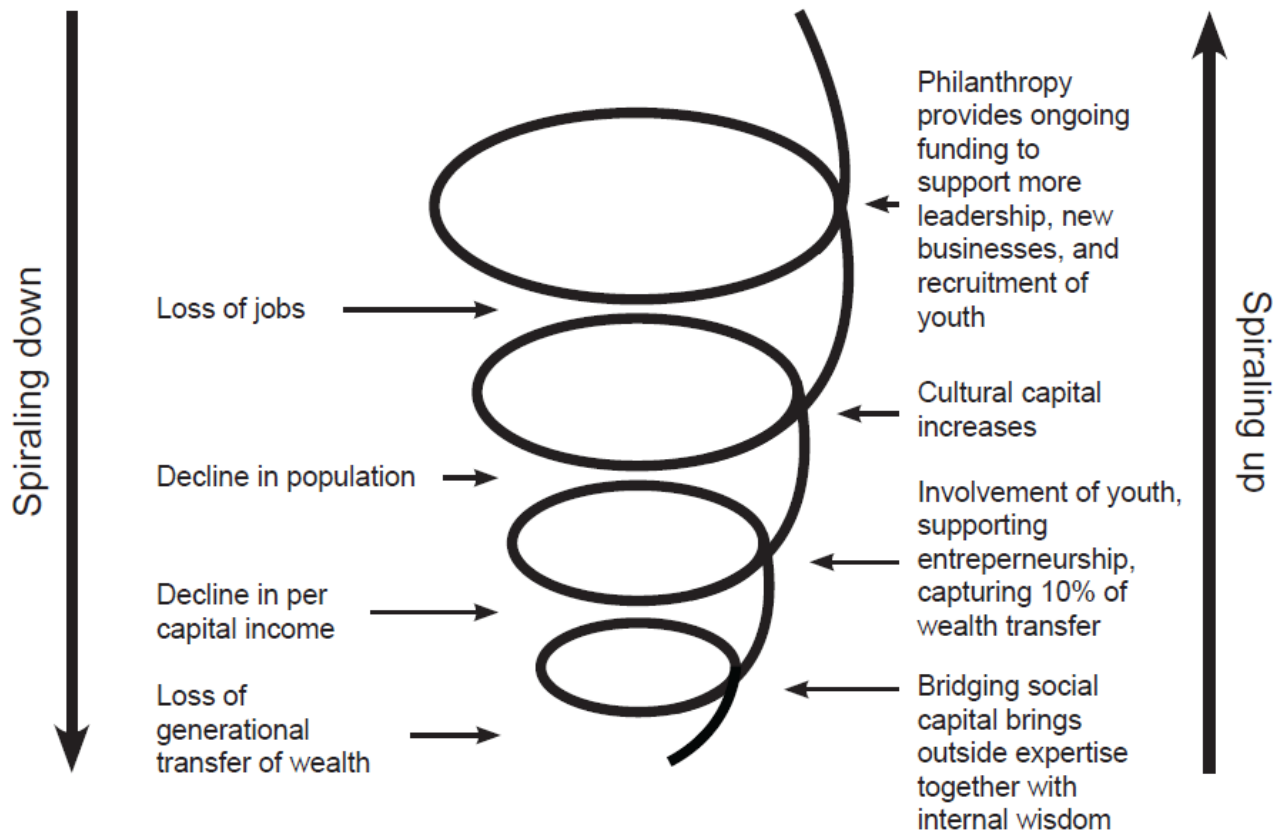 Spiraling down
Loss of jobs
Decline in population
Decline in per
capital income
Loss of
generational
transfer of wealth
Philanthropy
provides ongoing
funding to
support more
leadership, new
businesses, and
recruitment of
youth
Cultural capital
increases
Involvement of youth,
supporting
entreperneurship,
capturing 10% of
wealth transfer
Bridging social
capital brings
outside expertise
together with
internal wisdom
Spiraling up